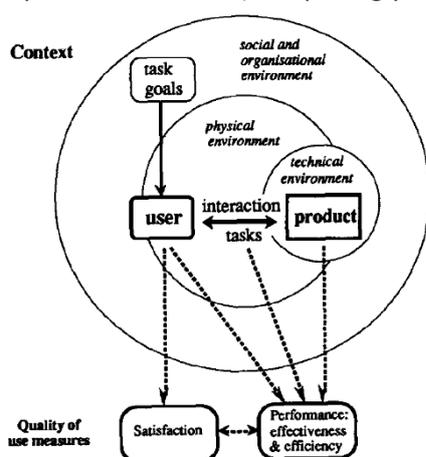 Context
social and
organisational
environment
task
goals
physical
environment
technical
environment
user
interaction
tasks
product
Quality of
use measures
Satisfaction
Performance:
effectiveness
& efficiency